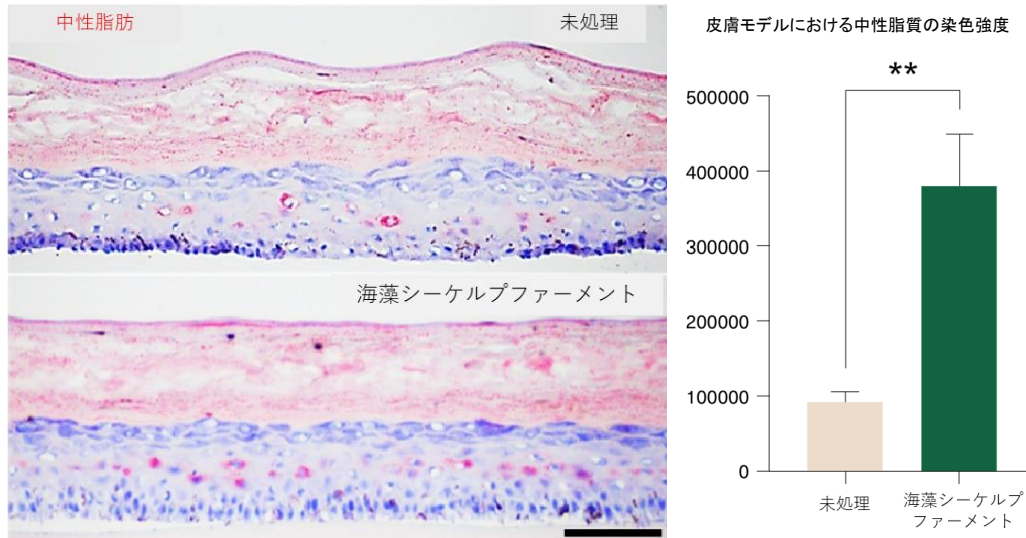 中性脂肪
未処理
海藻シーケルプファーメント
皮膚モデルにおける中性脂質の染色強度
**
500000
400000
300000
200000
100000
0
未処理
海藻シーケルプ
ファーメント